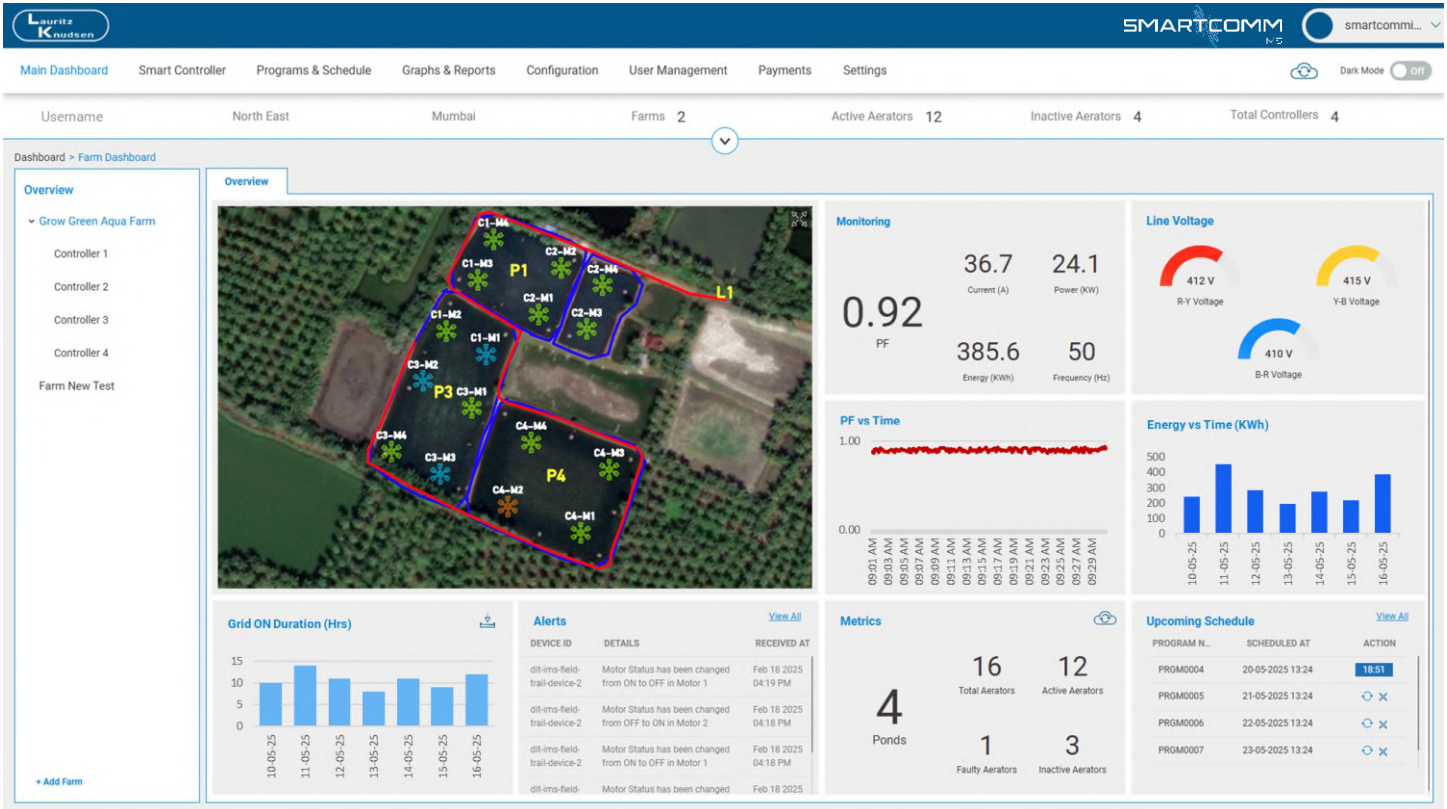 Lauritz
Knudsen
SMARTCOMM
smartcommi...
Main Dashboard Smart Controller Programs & Schedule Graphs & Reports Configuration User Management Payments Settings
Dark Mode Off
Username North East Mumbai Farms 2 Active Aerators 12 Inactive Aerators 4 Total Controllers 4
Dashboard > Farm Dashboard
Overview
Grow Green Aqua Farm
Controller 1
Controller 2
Controller 3
Controller 4
Farm New Test
+ Add Farm
Overview
C1-M4
C2-M2
C1-M3
P1
C2-M4
L1
C2-M1
C1-M2
C2-M3
C1-M1
C3-M2
P3 C3-M1
C4-M4
C3-M4
C3-M3
C4-M3
P4
C4-M2
C4-M1
Monitoring
36.7 24.1
Current (A) Power (KW)
0.92
PF
385.6 50
Energy (KWh) Frequency (Hz)
Line Voltage
412 V 415 V
R-Y Voltage Y-B Voltage
410 V
B-R Voltage
PF vs Time
1.00
0.00
09:01 AM 09:03 AM 09:05 AM 09:07 AM 09:09 AM 09:11 AM 09:13 AM 09:15 AM 09:17 AM 09:19 AM 09:21 AM 09:23 AM 09:25 AM 09:27 AM 09:29 AM
Energy vs Time (KWh)
500
400
300
200
100
0
10-05-25 11-05-25 12-05-25 13-05-25 14-05-25 15-05-25 16-05-25
Grid ON Duration (Hrs)
15
10
5
0
10-05-25 11-05-25 12-05-25 13-05-25 14-05-25 15-05-25 16-05-25
Alerts View All
DEVICE ID DETAILS RECEIVED AT
dit-ims-field- Motor Status has been changed Feb 18 2025
trail-device-2 from ON to OFF in Motor 1 04:19 PM
dit-ims-field- Motor Status has been changed Feb 18 2025
trail-device-2 from OFF to ON in Motor 2 04:18 PM
dit-ims-field- Motor Status has been changed Feb 18 2025
trail-device-2 from ON to OFF in Motor 1 04:18 PM
dit-ims-field- Motor Status has been changed Feb 18 2025
Metrics
16 12
Total Aerators Active Aerators
4
Ponds
1 3
Faulty Aerators Inactive Aerators
Upcoming Schedule View All
PROGRAM N... SCHEDULED AT ACTION
PRGM0004 20-05-2025 13:24 18:51
PRGM0005 21-05-2025 13:24
PRGM0006 22-05-2025 13:24
PRGM0007 23-05-2025 13:24